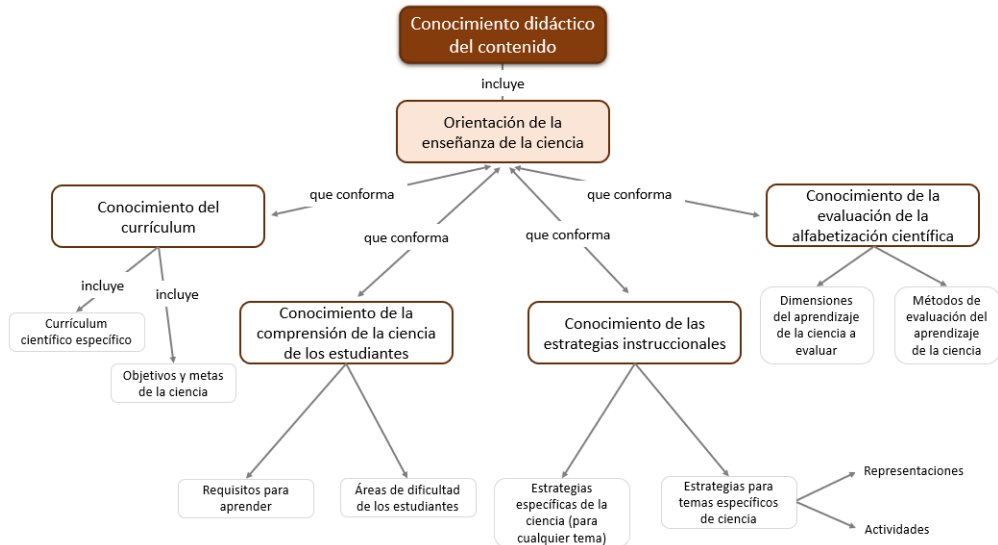 Conocimiento didáctico
del contenido
incluye
Orientación de la
enseñanza de la ciencia
que conforma
que conforma
que conforma
que conforma
Conocimiento del
currículum
Conocimiento de la
evaluación de la
alfabetización científica
incluye
incluye
Currículum
científico específico
Objetivos y metas
de la ciencia
Conocimiento de la
comprensión de la ciencia
de los estudiantes
Conocimiento de las
estrategias instruccionales
Dimensiones
del aprendizaje
de la ciencia a
evaluar
Métodos de
evaluación del
aprendizaje
de la ciencia
Requisitos para
aprender
Áreas de dificultad
de los estudiantes
Estrategias
específicas de la
ciencia (para
cualquier tema)
Estrategias para
temas específicos
de ciencia
Representaciones
Actividades